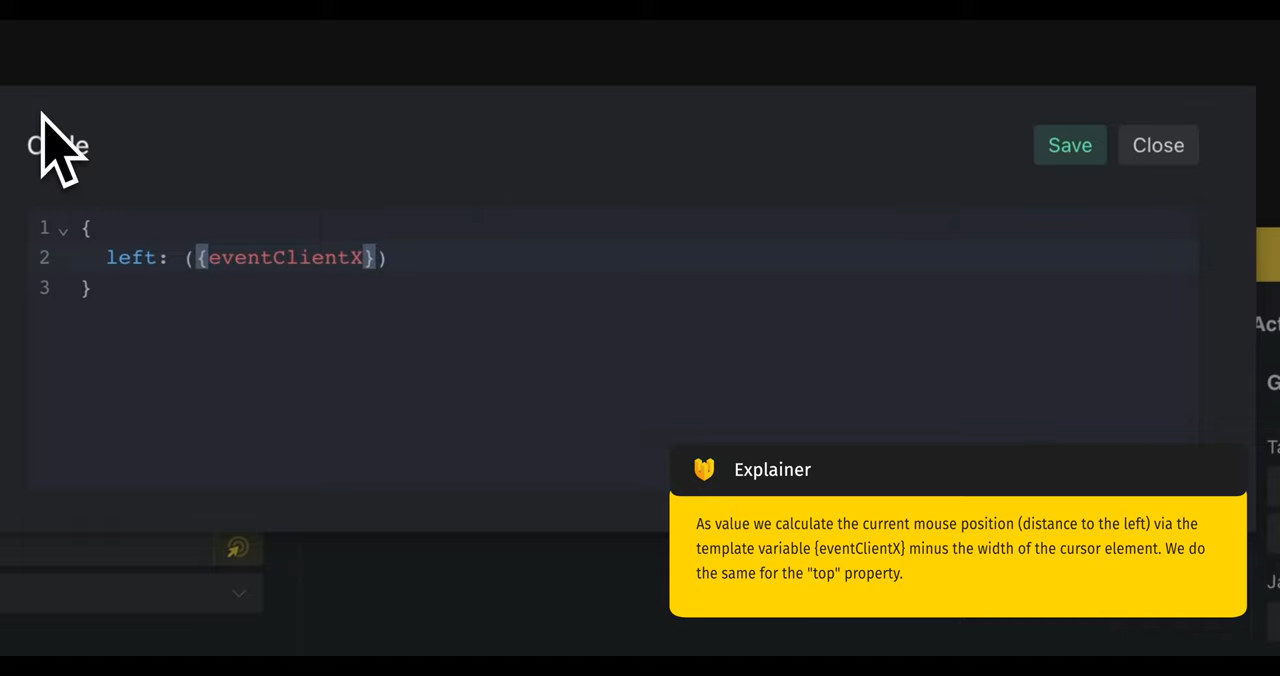 Code
Save
Close
1 {
2 left: ({eventClientX})
3 }
Explainer
As value we calculate the current mouse position (distance to the left) via the
template variable {eventClientX} minus the width of the cursor element. We do
the same for the "top" property.